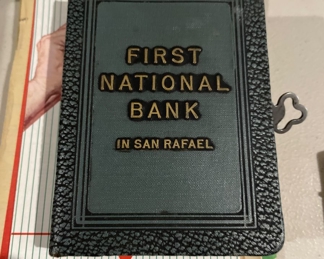 FIRST
NATIONAL
BANK
IN SAN RAFAEL